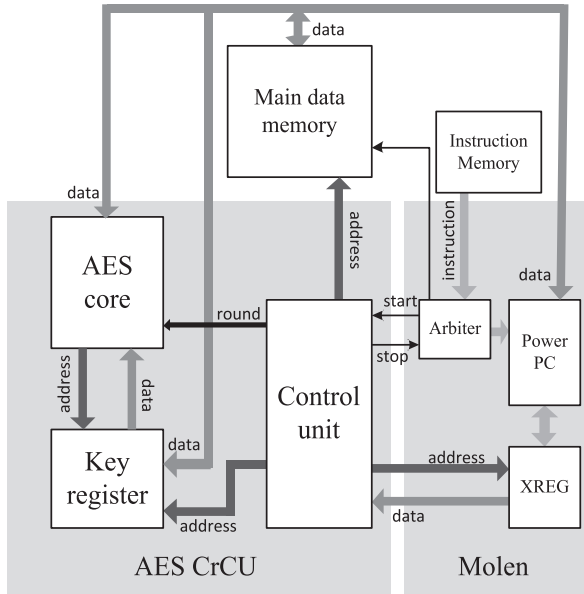 data
Main data
memory
Instruction
Memory
data
AES
core
address
instruction
data
round
start
stop
Arbiter
Power
PC
address
data
Control
unit
data
Key
register
address
address
data
XREG
AES CrCU
Molen